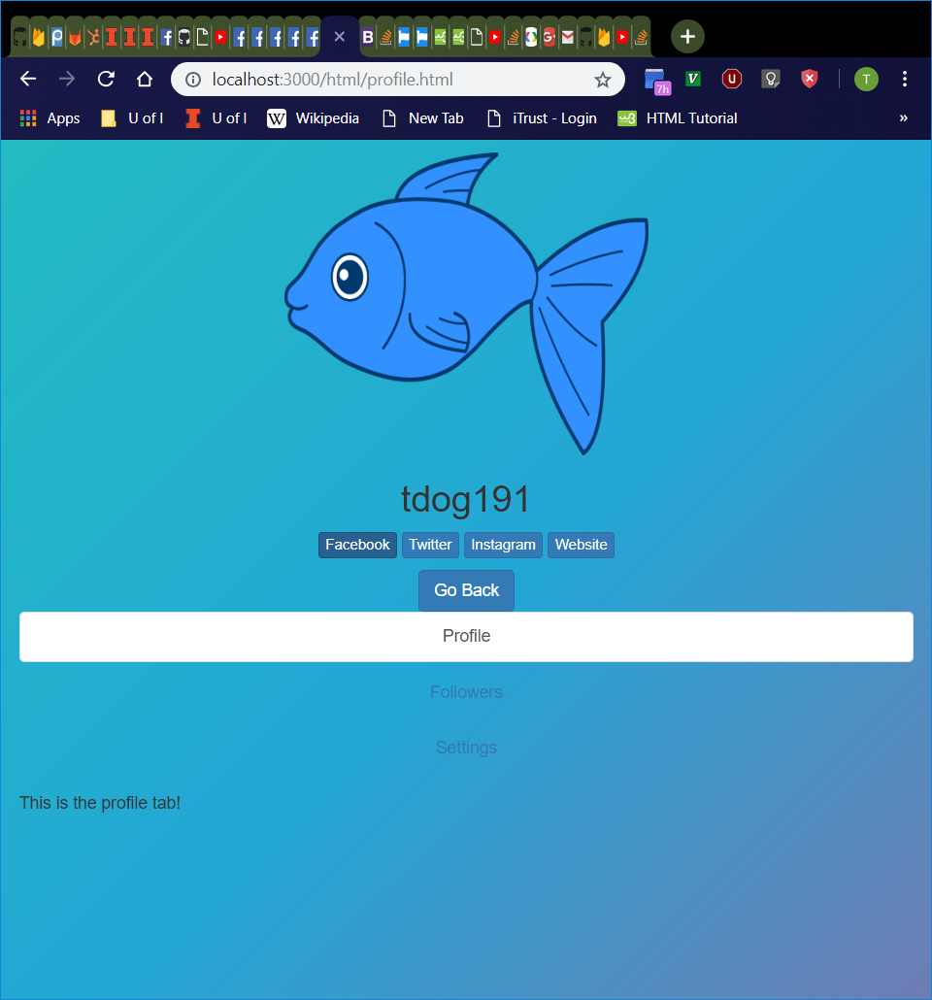 localhost:3000/html/profile.html
7h
V
U
T
Apps
U of I
U of I
W
Wikipedia
New Tab
iTrust - Login
HTML Tutorial
»
tdog191
Facebook Twitter Instagram Website
Go Back
Profile
Followers
Settings
This is the profile tab!